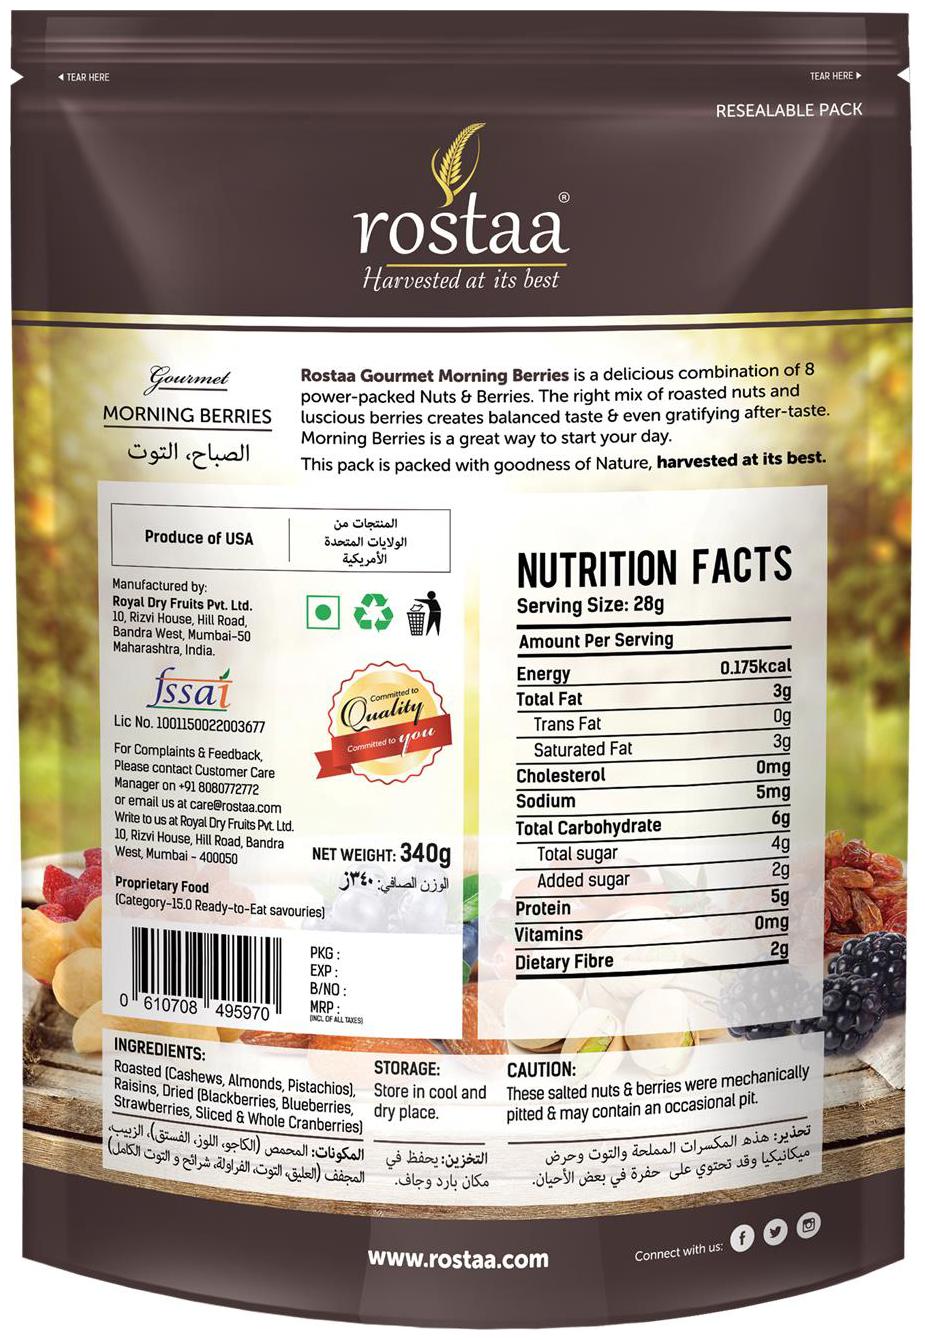 TEAR HERE
TEAR HERE
RESEALABLE PACK
rostaa®
Harvested at its best
Gourmet
MORNING BERRIES
الصباح، التوت
Rostaa Gourmet Morning Berries is a delicious combination of 8
power-packed Nuts & Berries. The right mix of roasted nuts and
luscious berries creates balanced taste & even gratifying after-taste.
Morning Berries is a great way to start your day.
This pack is packed with goodness of Nature, harvested at its best.
Produce of USA
المنتجات من
الولايات المتحدة
الأمريكية
Manufactured by:
Royal Dry Fruits Pvt. Ltd.
10, Rizvi House, Hill Road,
Bandra West, Mumbai-50
Maharashtra, India.
fssai
Lic No. 1001150022003677
For Complaints & Feedback,
Please contact Customer Care
Manager on +91 8080772772
or email us at care@rostaa.com
Write to us at Royal Dry Fruits Pvt. Ltd.
10, Rizvi House, Hill Road, Bandra
West, Mumbai - 400050
Committed to
Quality
Committed to you
NET WEIGHT: 340g
الوزن الصافي: ٣٤٠ز
Proprietary Food
(Category-15.0 Ready-to-Eat savouries)
0 610708 495970
PKG :
EXP :
B/NO :
MRP :
(INCL. OF ALL TAXES)
NUTRITION FACTS
Serving Size: 28g
Amount Per Serving
Energy 0.175kcal
Total Fat 3g
Trans Fat 0g
Saturated Fat 3g
Cholesterol 0mg
Sodium 5mg
Total Carbohydrate 6g
Total sugar 4g
Added sugar 2g
Protein 5g
Vitamins 0mg
Dietary Fibre 2g
INGREDIENTS:
Roasted (Cashews, Almonds, Pistachios),
Raisins, Dried (Blackberries, Blueberries,
Strawberries, Sliced & Whole Cranberries)
المكونات: المحمص (الكاجو، اللوز، الفستق)، الزبيب،
المجفف (العليق، التوت، الفراولة، شرائح و التوت الكامل)
STORAGE:
Store in cool and
dry place.
التخزين: يحفظ في
مكان بارد وجاف.
CAUTION:
These salted nuts & berries were mechanically
pitted & may contain an occasional pit.
تحذير: هذه المكسرات المملحة والتوت وحرض
ميكانيكيا وقد تحتوي على حفرة في بعض الأحيان.
www.rostaa.com
Connect with us: